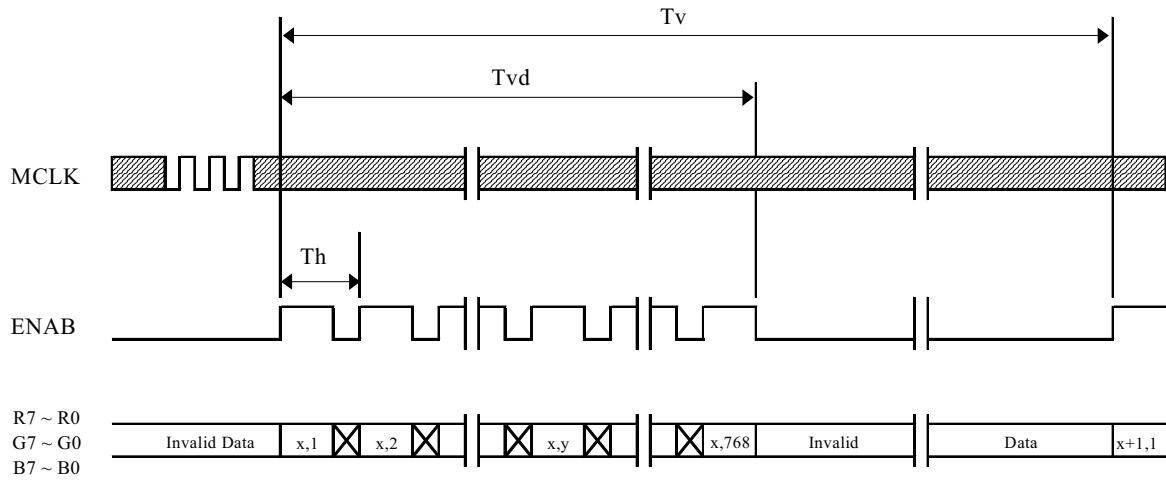 Tv
Tvd
MCLK
Th
ENAB
R7 ~ R0
G7 ~ G0
B7 ~ B0
Invalid Data
x,1
x,2
x,y
x,768
Invalid
Data
x+1,1